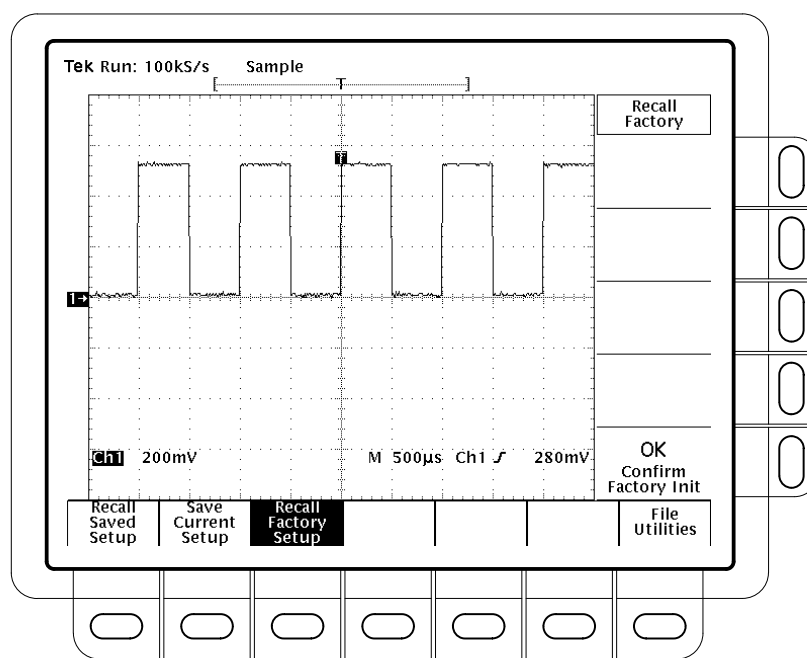 Tek Run: 100kS/s Sample
T
Recall
Factory
T
1→
Ch1 200mV M 500µs Ch1 280mV
OK
Confirm
Factory Init
Recall
Saved
Setup
Save
Current
Setup
Recall
Factory
Setup
File
Utilities